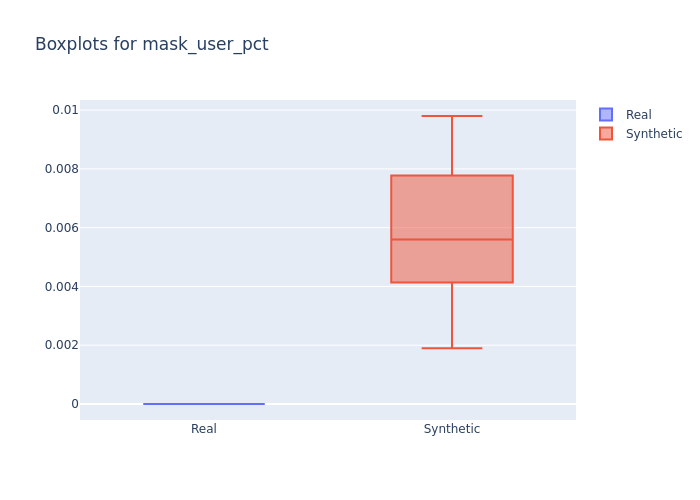 Boxplots for mask_user_pct
0.01
0.008
0.006
0.004
0.002
0
Real
Synthetic
Real
Synthetic